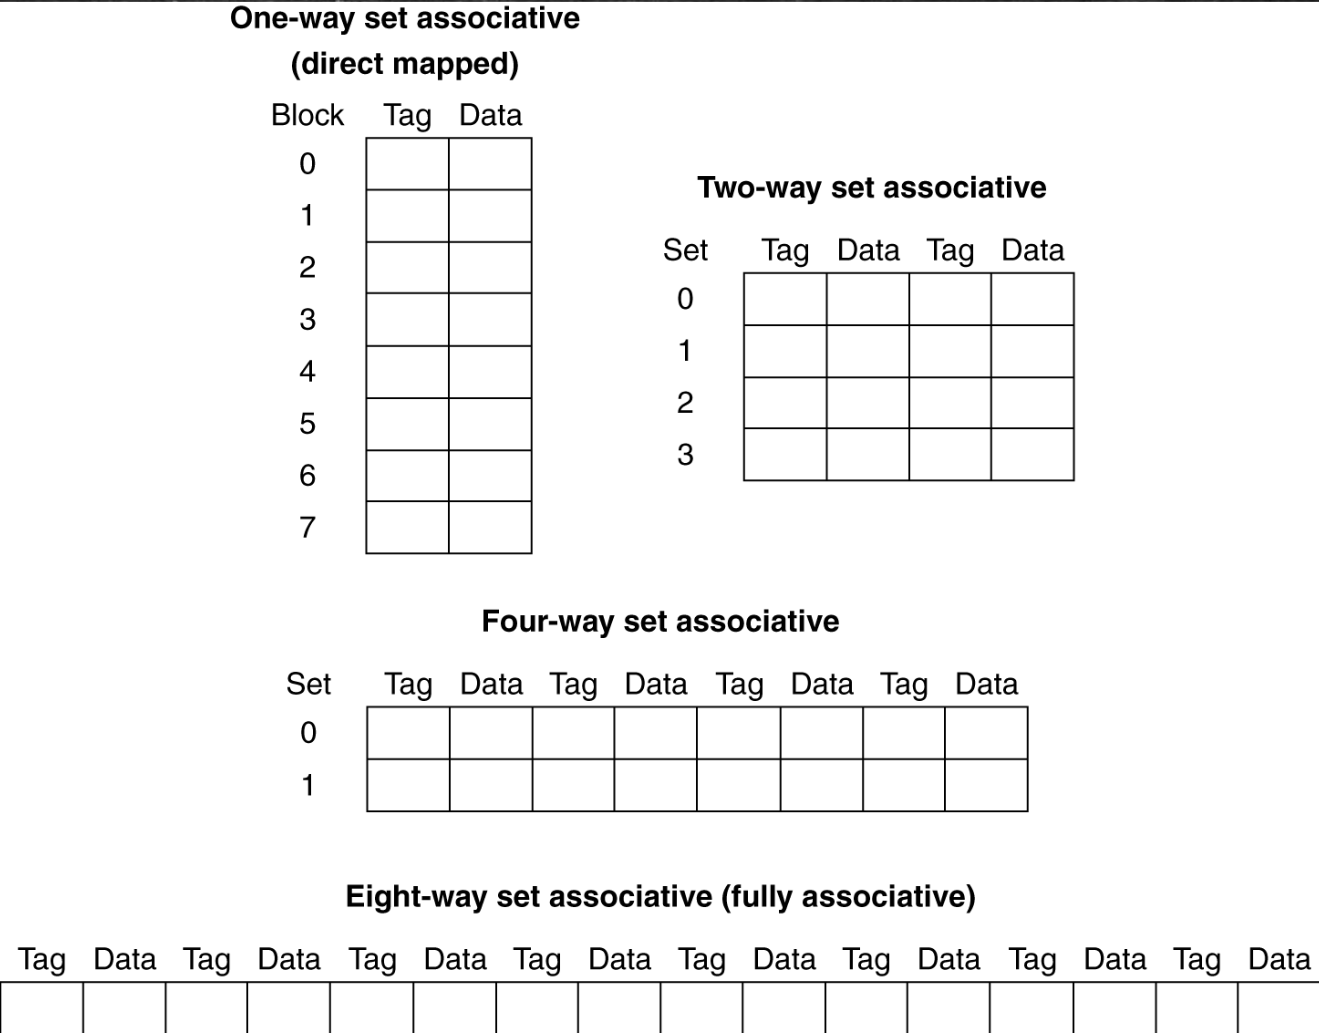 One-way set associative
(direct mapped)
Block Tag Data
0
1
2
3
4
5
6
7
Two-way set associative
Set Tag Data Tag Data
0
1
2
3
Four-way set associative
Set Tag Data Tag Data Tag Data Tag Data
0
1
Eight-way set associative (fully associative)
Tag Data Tag Data Tag Data Tag Data Tag Data Tag Data Tag Data Tag Data